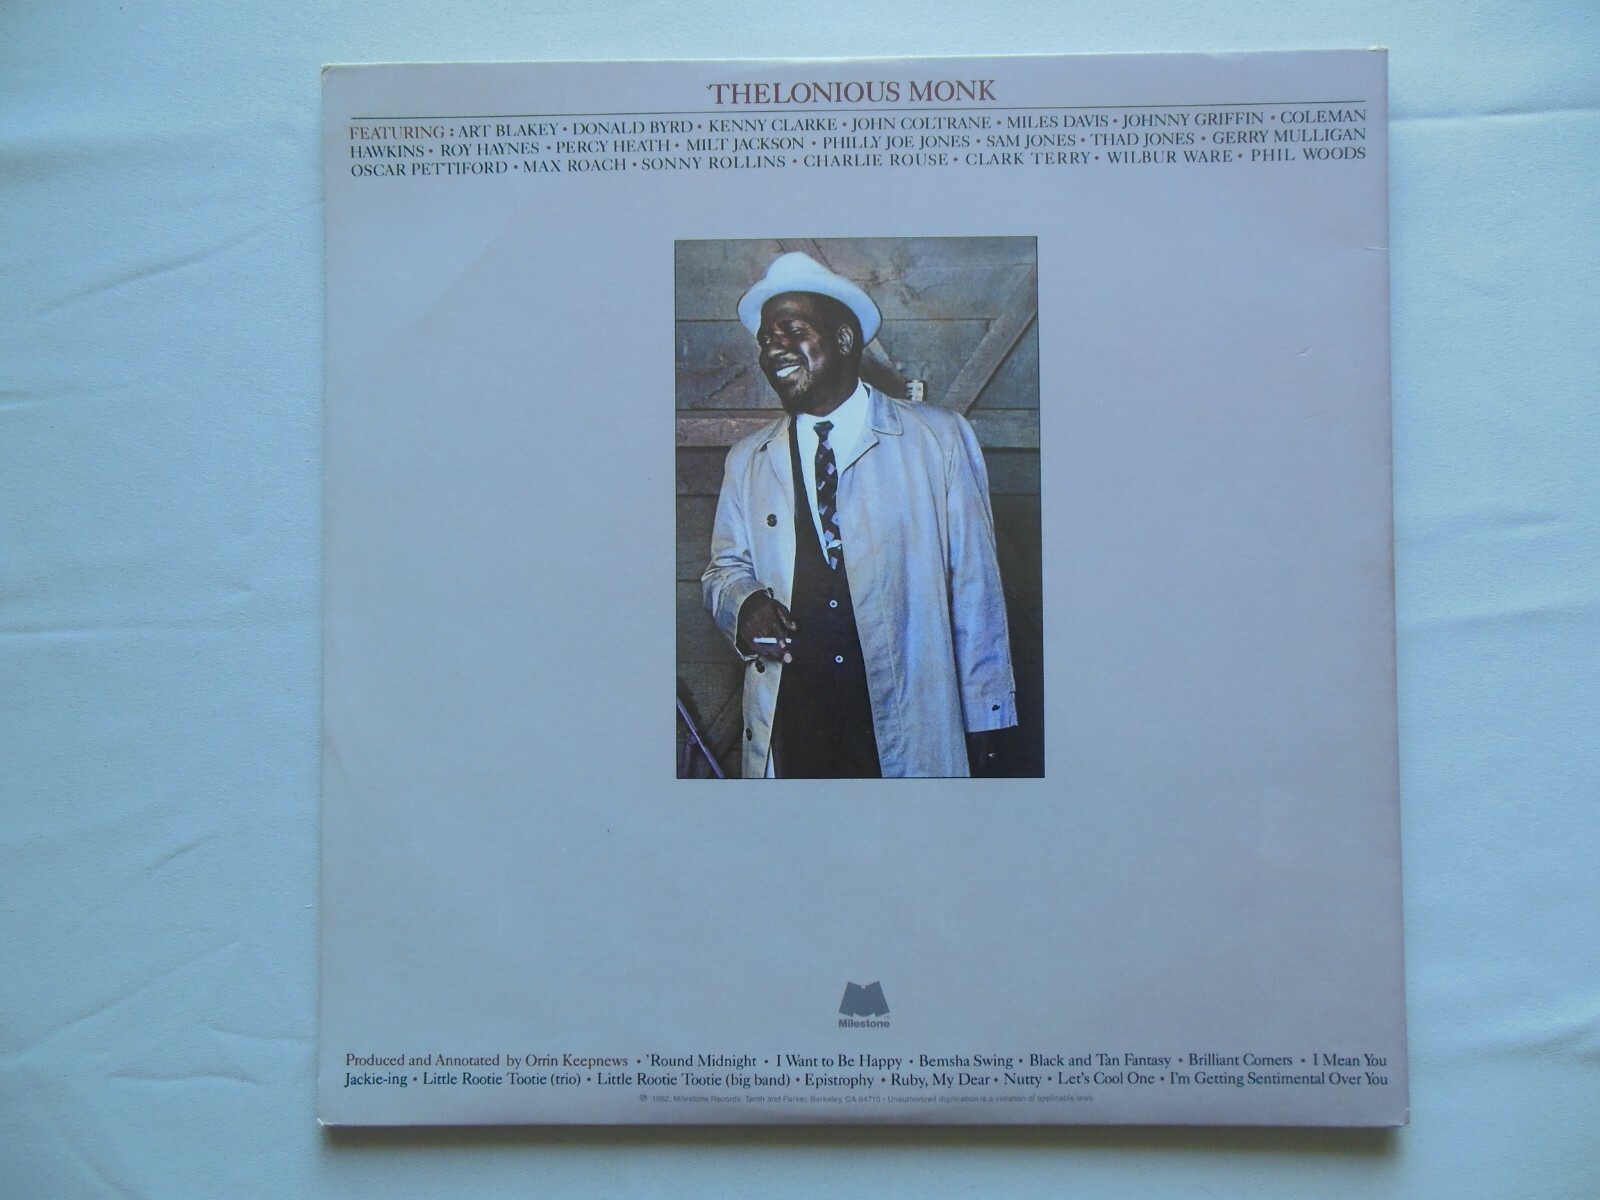 THELONIOUS MONK
FEATURING : ART BLAKEY • DONALD BYRD • KENNY CLARKE • JOHN COLTRANE • MILES DAVIS • JOHNNY GRIFFIN • COLEMAN
HAWKINS • ROY HAYNES • PERCY HEATH • MILT JACKSON • PHILLY JOE JONES • SAM JONES • THAD JONES • GERRY MULLIGAN
OSCAR PETTIFORD • MAX ROACH • SONNY ROLLINS • CHARLIE ROUSE • CLARK TERRY • WILBUR WARE • PHIL WOODS
Milestone
Produced and Annotated by Orrin Keepnews • 'Round Midnight • I Want to Be Happy • Bemsha Swing • Black and Tan Fantasy • Brilliant Corners • I Mean You
Jackie-ing • Little Rootie Tootie (trio) • Little Rootie Tootie (big band) • Epistrophy • Ruby, My Dear • Nutty • Let's Cool One • I'm Getting Sentimental Over You
℗ 1982, Milestone Records, Tenth and Parker, Berkeley, CA 94710 • Unauthorized duplication is a violation of applicable laws.